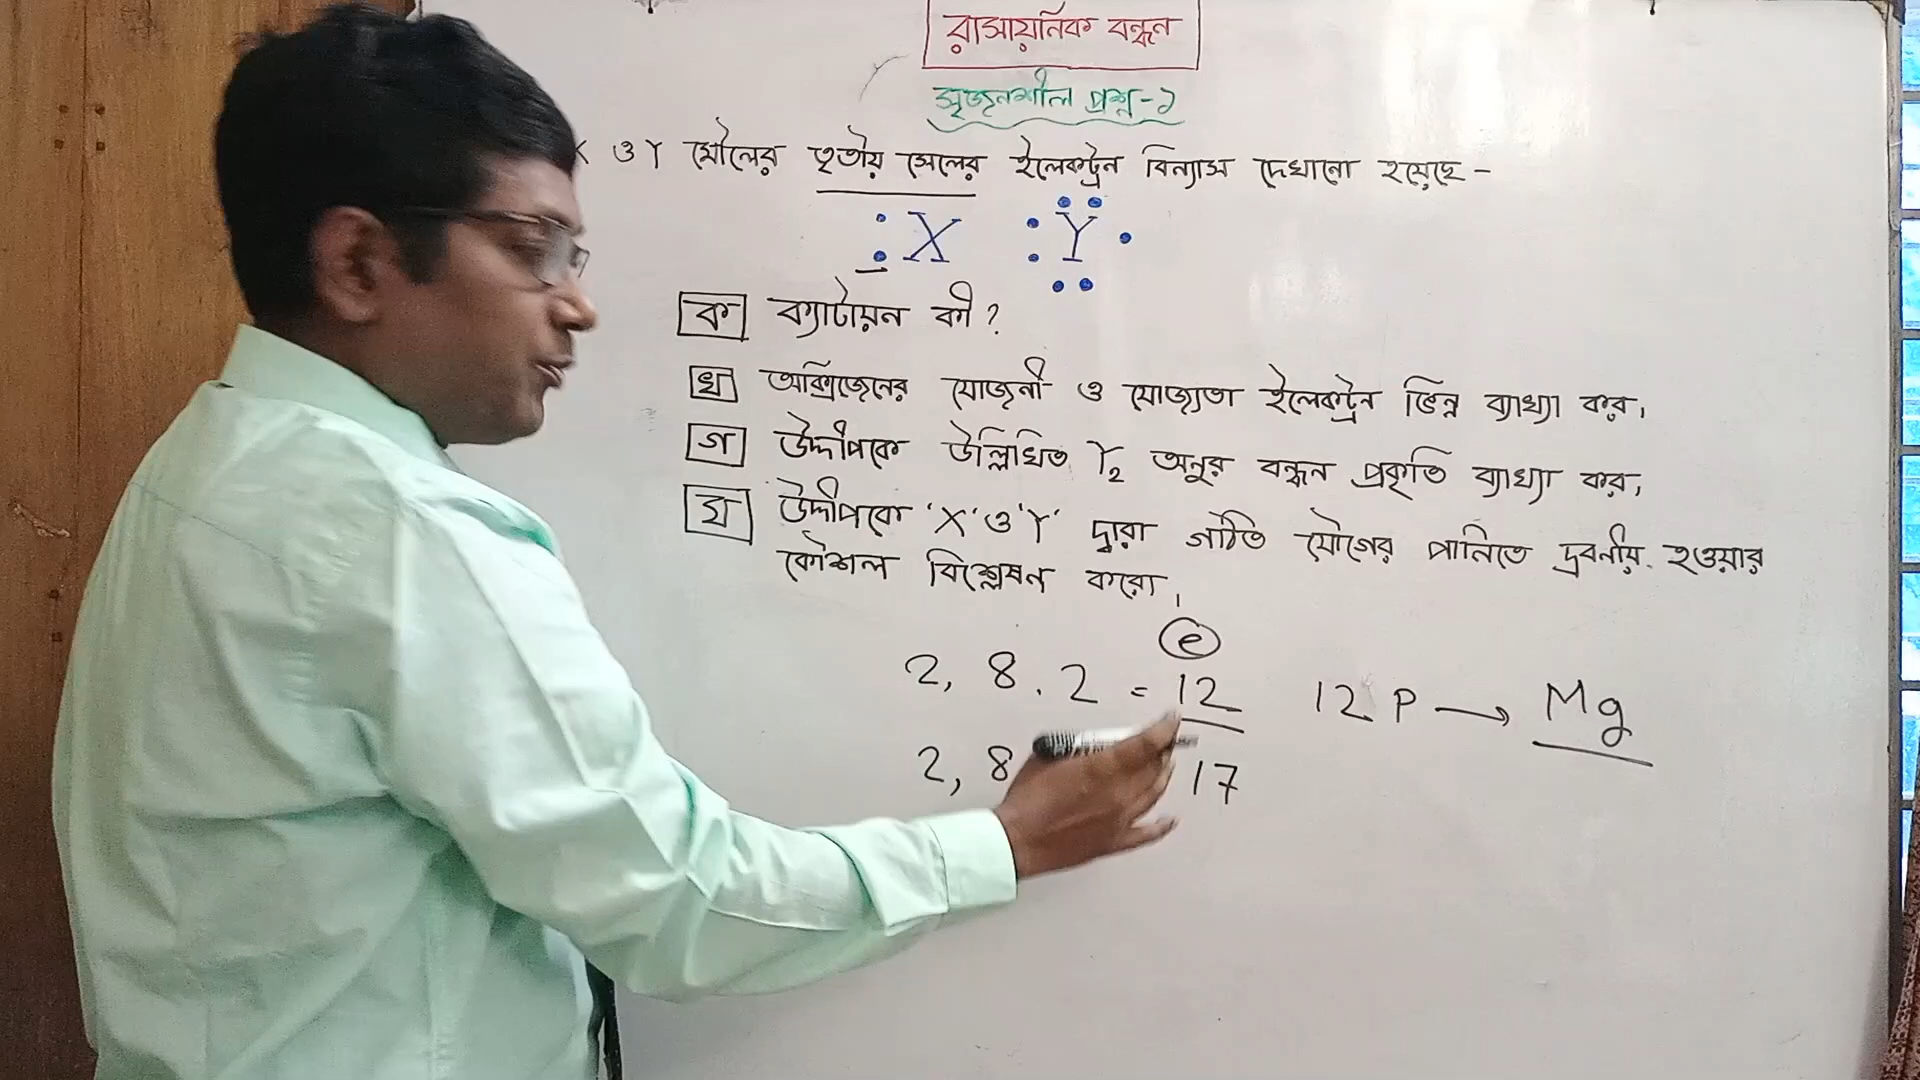 রাসায়নিক বন্ধন
সৃজনশীল প্রশ্ন-১
X ও Y মৌলের তৃতীয় সেলের ইলেকট্রন বিন্যাস দেখানো হয়েছে -
X Y
ক ক্যাটায়ন কী?
খ অক্সিজেনের যোজনী ও যোজ্যতা ইলেকট্রন ভিন্ন ব্যাখ্যা কর।
গ উদ্দীপকে উল্লিখিত Y₂ অনুর বন্ধন প্রকৃতি ব্যাখ্যা কর।
ঘ উদ্দীপকে 'X' ও 'Y' দ্বারা গঠিত যৌগের পানিতে দ্রবনীয় হওয়ার
কৌশল বিশ্লেষন করো।
e
2, 8. 2 = 12 12 P → Mg
2, 8 17